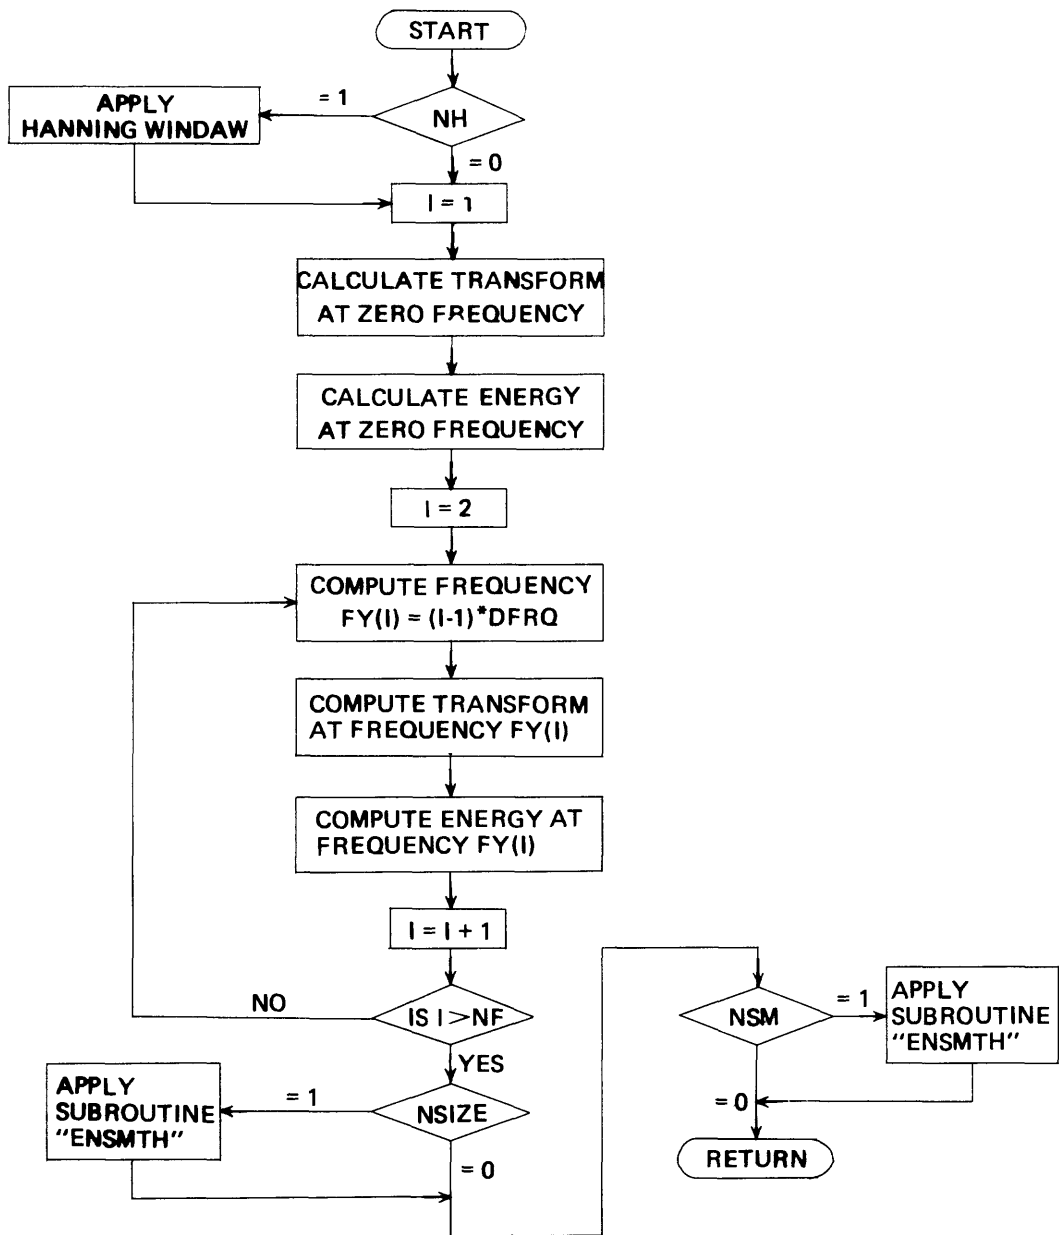 START
= 1
APPLY
HANNING WINDAW
NH
= 0
I = 1
CALCULATE TRANSFORM
AT ZERO FREQUENCY
CALCULATE ENERGY
AT ZERO FREQUENCY
I = 2
COMPUTE FREQUENCY
FY(I) = (I-1)*DFRQ
COMPUTE TRANSFORM
AT FREQUENCY FY(I)
COMPUTE ENERGY AT
FREQUENCY FY(I)
I = I + 1
NO
IS I > NF
YES
APPLY
SUBROUTINE
"ENSMTH"
= 1
NSIZE
= 0
NSM
= 1
APPLY
SUBROUTINE
"ENSMTH"
= 0
RETURN